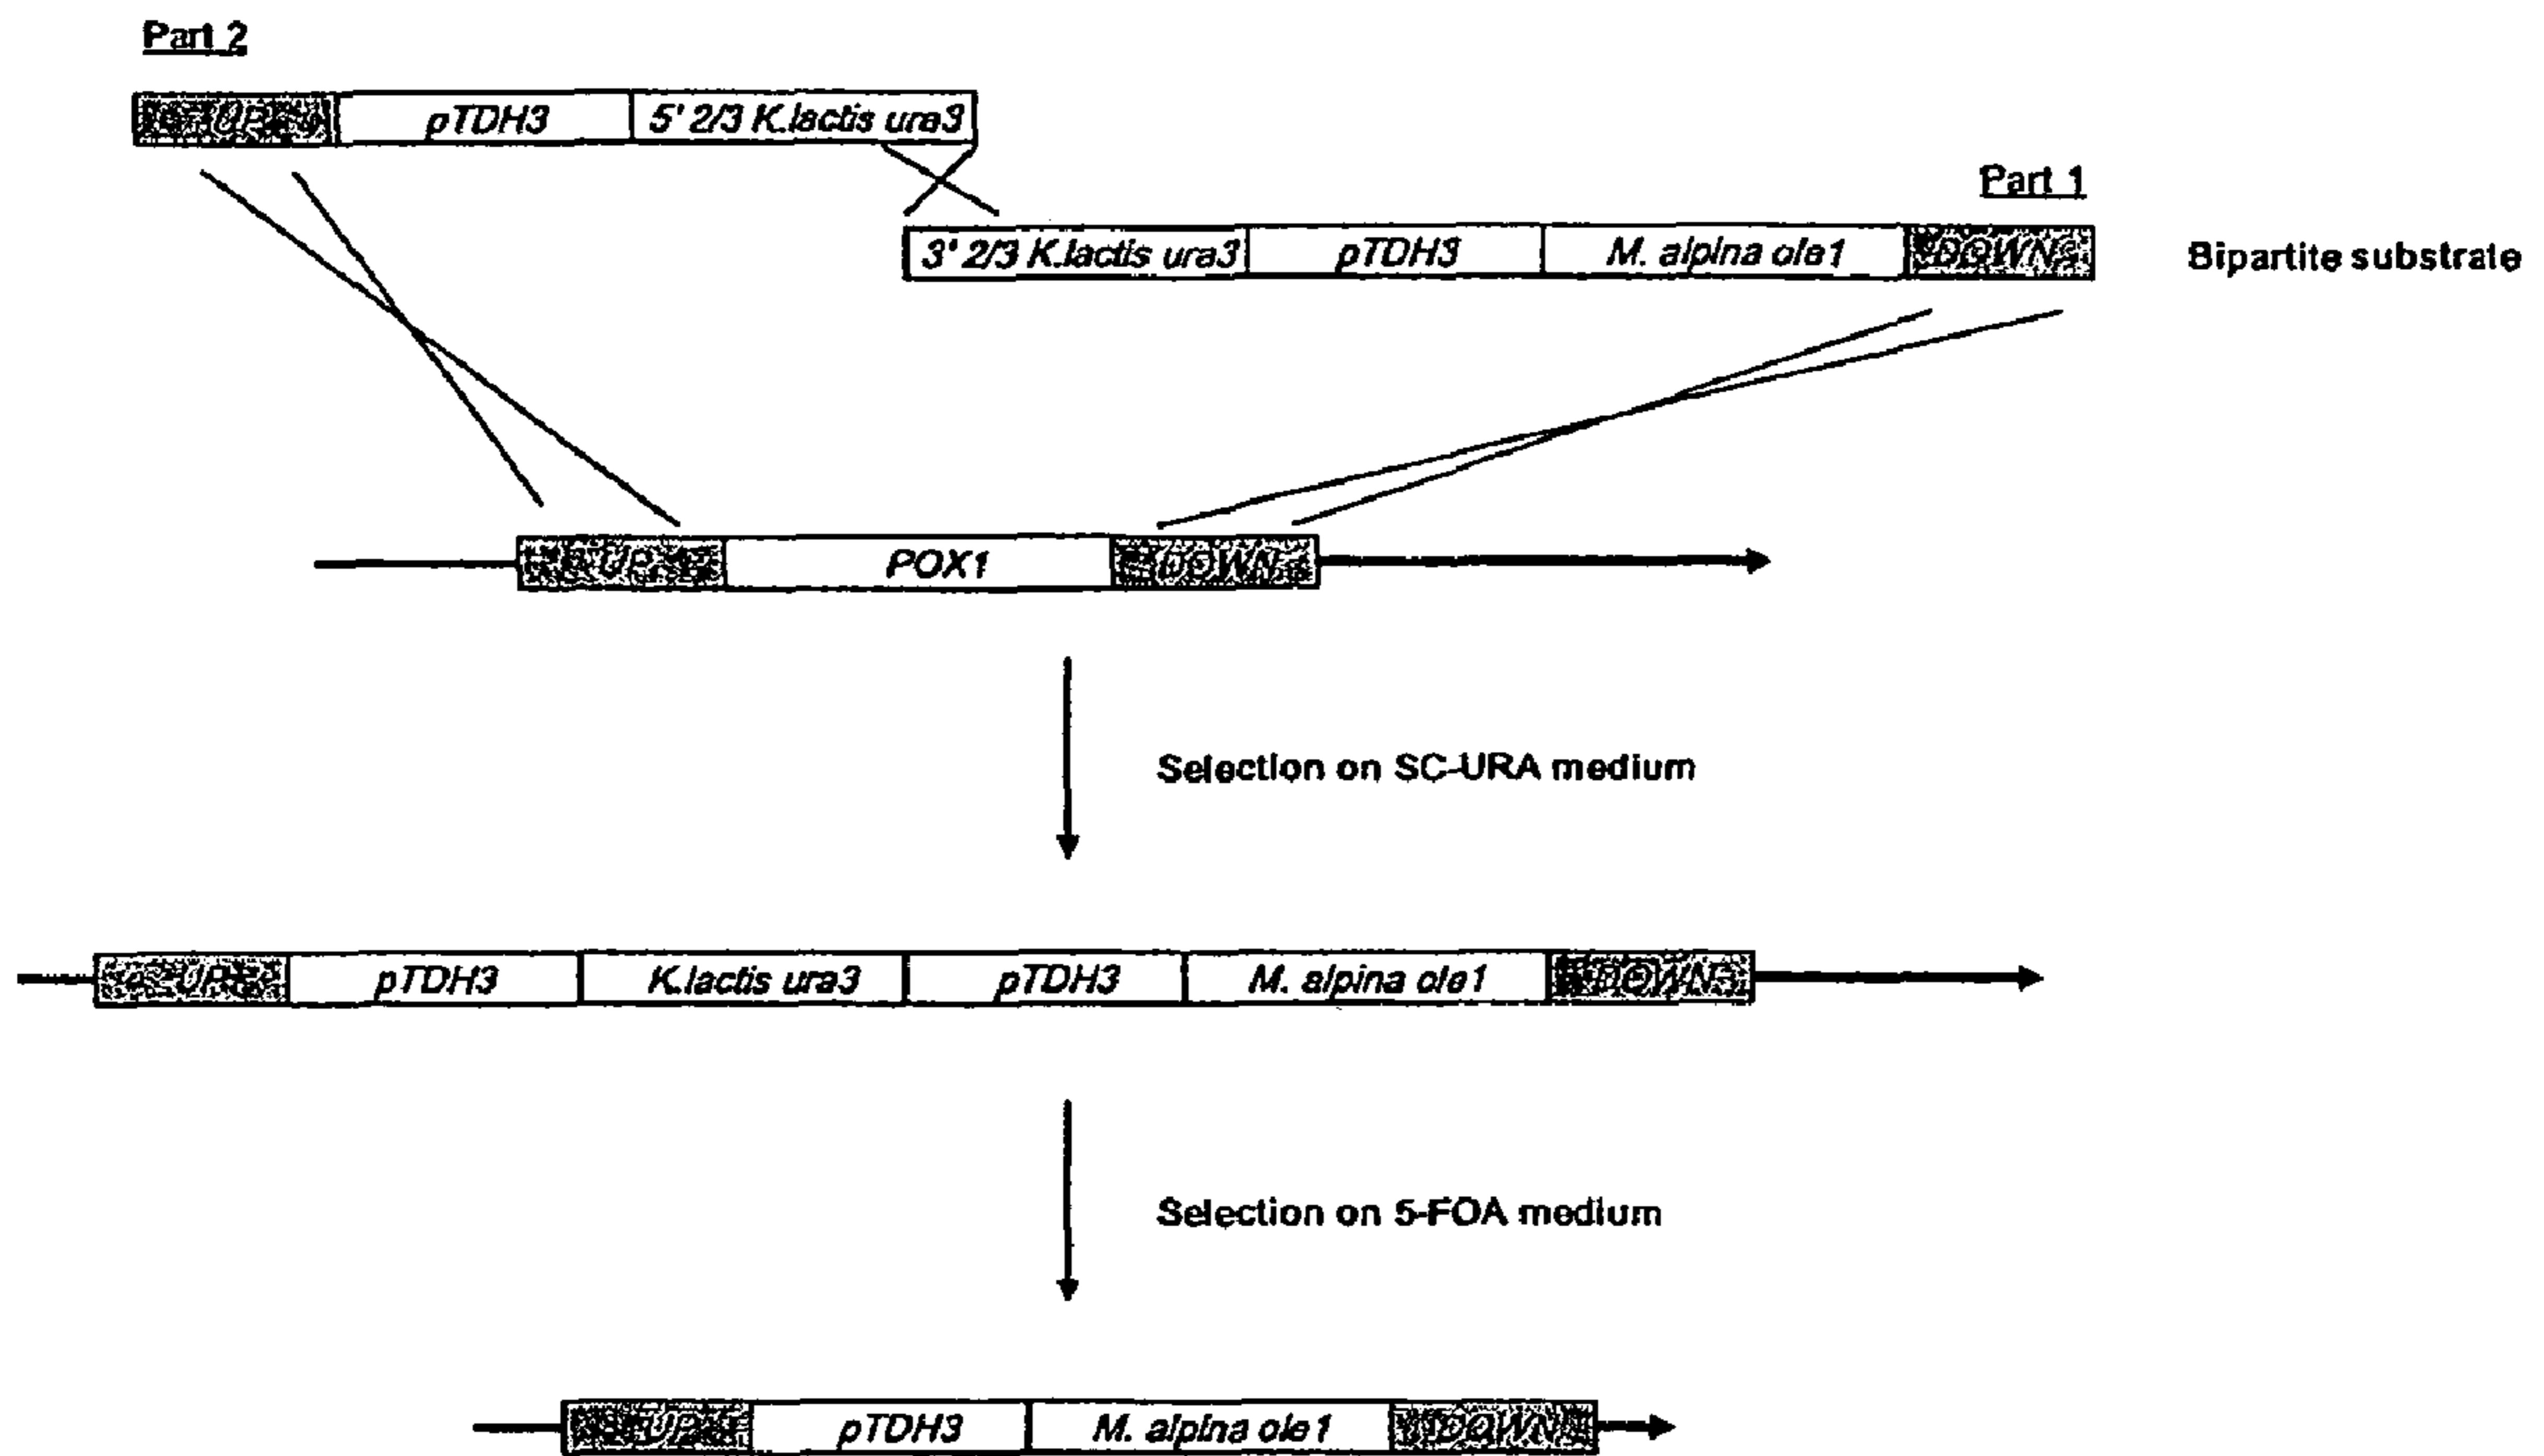 Part 2
UP pTDH3 5' 2/3 K.lactis ura3
Part 1
3' 2/3 K.lactis ura3 pTDH3 M. alpina ole1 DOWN
Bipartite substrate
UP POX1 DOWN
Selection on SC-URA medium
UP pTDH3 K.lactis ura3 pTDH3 M. alpina ole1 DOWN
Selection on 5-FOA medium
UP pTDH3 M. alpina ole1 DOWN